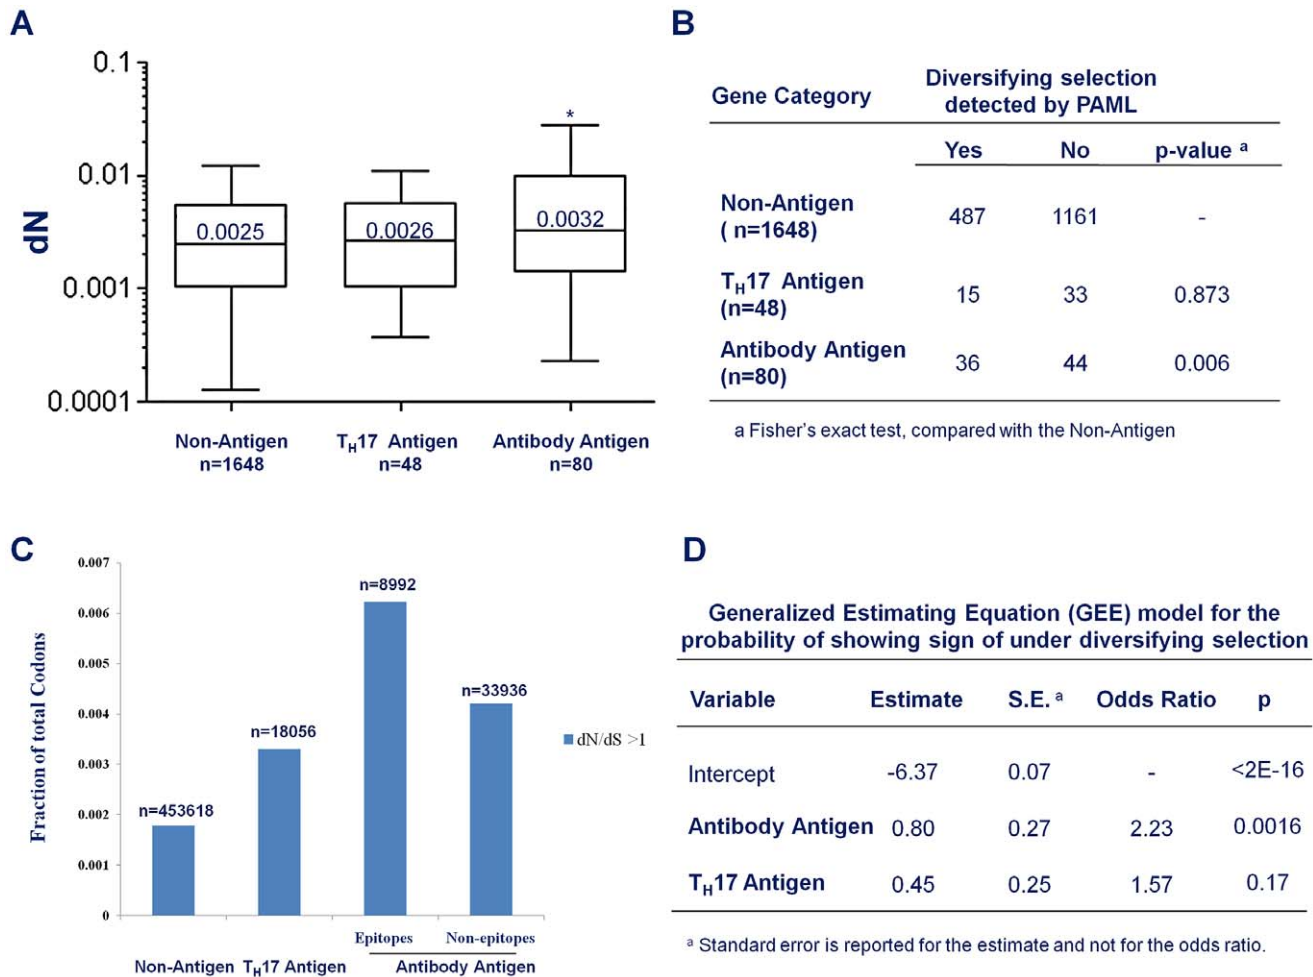 A
0.1
0.01
0.001
0.0001
dN
0.0025
0.0026
0.0032
*
Non-Antigen
n=1648
TH17 Antigen
n=48
Antibody Antigen
n=80
B
Gene Category
Diversifying selection
detected by PAML
Yes No p-value a
Non-Antigen
( n=1648)
487 1161 -
TH17 Antigen
(n=48)
15 33 0.873
Antibody Antigen
(n=80)
36 44 0.006
a Fisher's exact test, compared with the Non-Antigen
C
Fraction of total Codons
0.007
0.006
0.005
0.004
0.003
0.002
0.001
0
n=453618
n=18056
n=8992
n=33936
dN/dS >1
Epitopes Non-epitopes
Non-Antigen TH17 Antigen Antibody Antigen
D
Generalized Estimating Equation (GEE) model for the
probability of showing sign of under diversifying selection
Variable Estimate S.E. a Odds Ratio p
Intercept -6.37 0.07 - <2E-16
Antibody Antigen 0.80 0.27 2.23 0.0016
TH17 Antigen 0.45 0.25 1.57 0.17
a Standard error is reported for the estimate and not for the odds ratio.